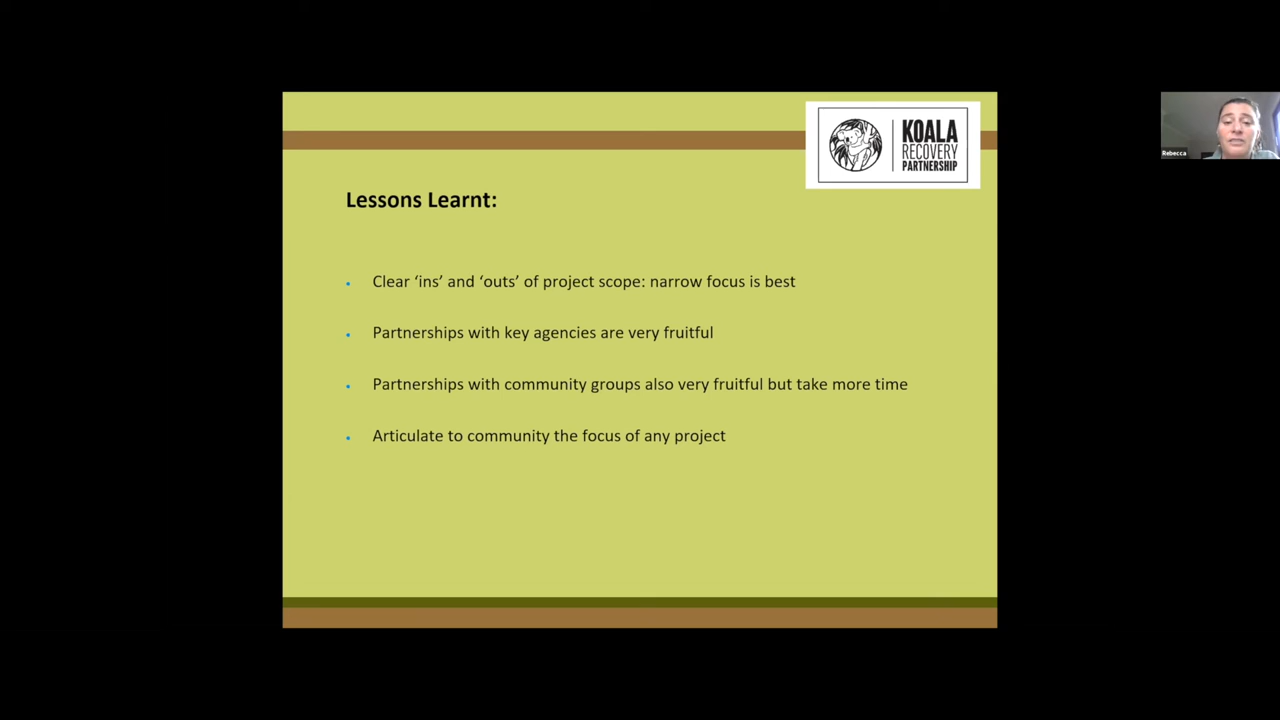 KOALA
RECOVERY
PARTNERSHIP
Rebecca
Lessons Learnt:
Clear ‘ins’ and ‘outs’ of project scope: narrow focus is best
Partnerships with key agencies are very fruitful
Partnerships with community groups also very fruitful but take more time
Articulate to community the focus of any project